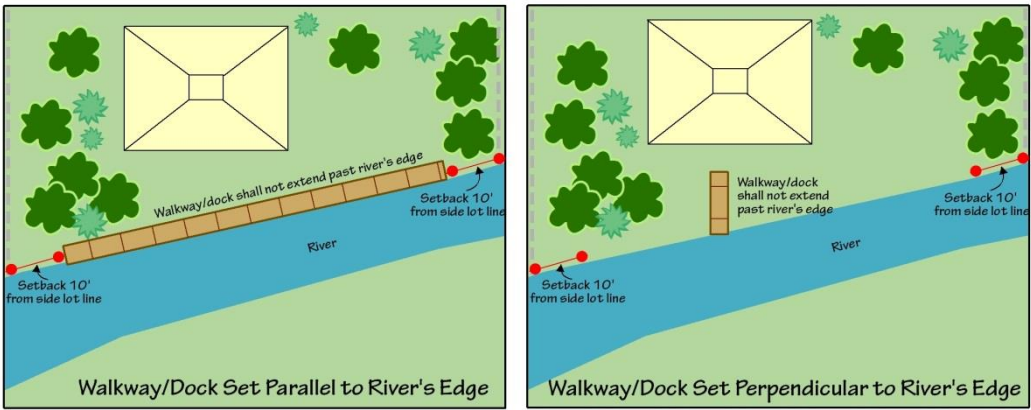 Walkway/dock shall not extend past river's edge
Setback 10'
from side lot line
River
Setback 10'
from side lot line
Walkway/Dock Set Parallel to River's Edge
Walkway/dock
shall not extend
past river's edge
Setback 10'
from side lot line
River
Setback 10'
from side lot line
Walkway/Dock Set Perpendicular to River's Edge